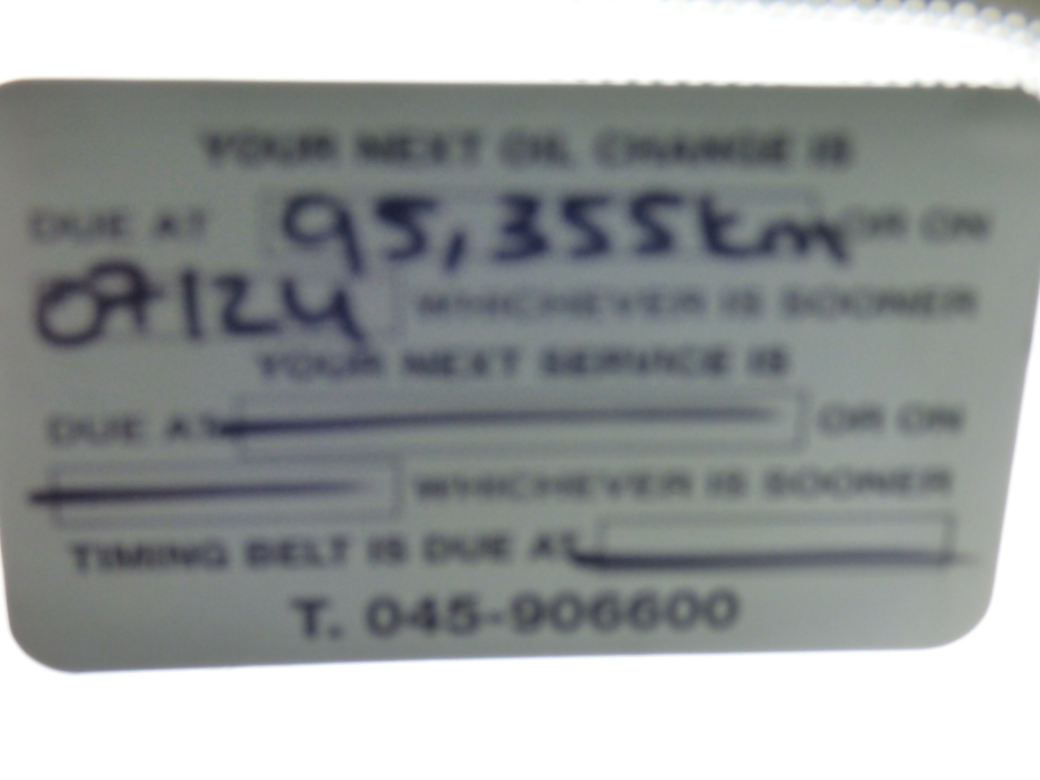 YOUR NEXT OIL CHANGE IS
DUE AT 95,355km OR ON
07/24 WHICHEVER IS SOONER
YOUR NEXT SERVICE IS
DUE AT OR ON
WHICHEVER IS SOONER
TIMING BELT IS DUE AT
T. 045-906600